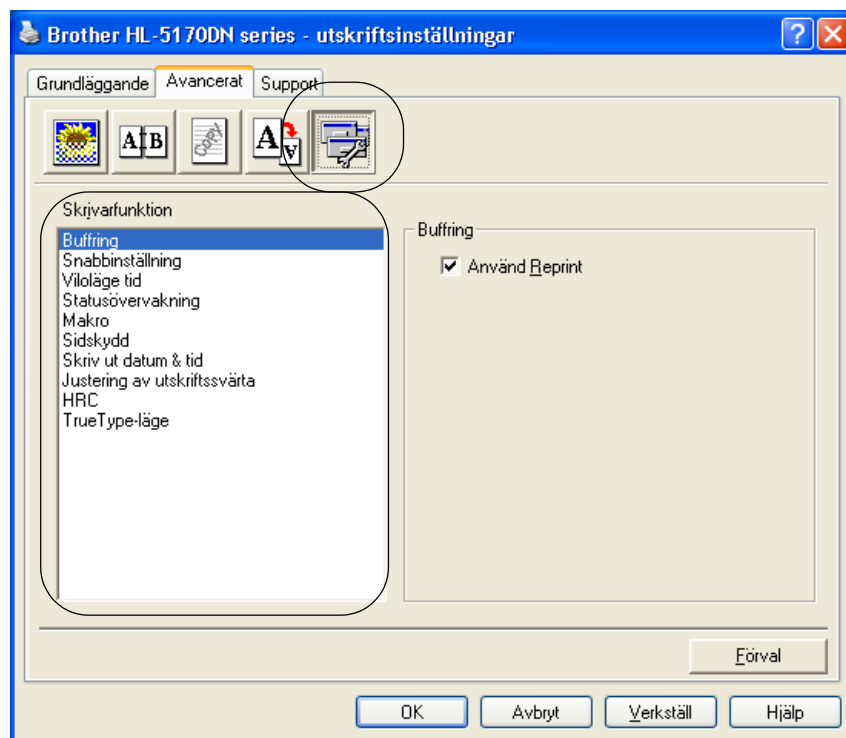 Brother HL-5170DN series - utskriftsinställningar
Grundläggande Avancerat Support
A B Copy A A
Skrivarfunktion
Buffring
Snabbinställning
Viloläge tid
Statusövervakning
Makro
Sidskydd
Skriv ut datum & tid
Justering av utskriftssvärta
HRC
TrueType-läge
Buffring
Använd Reprint
Förval
OK Avbryt Verkställ Hjälp